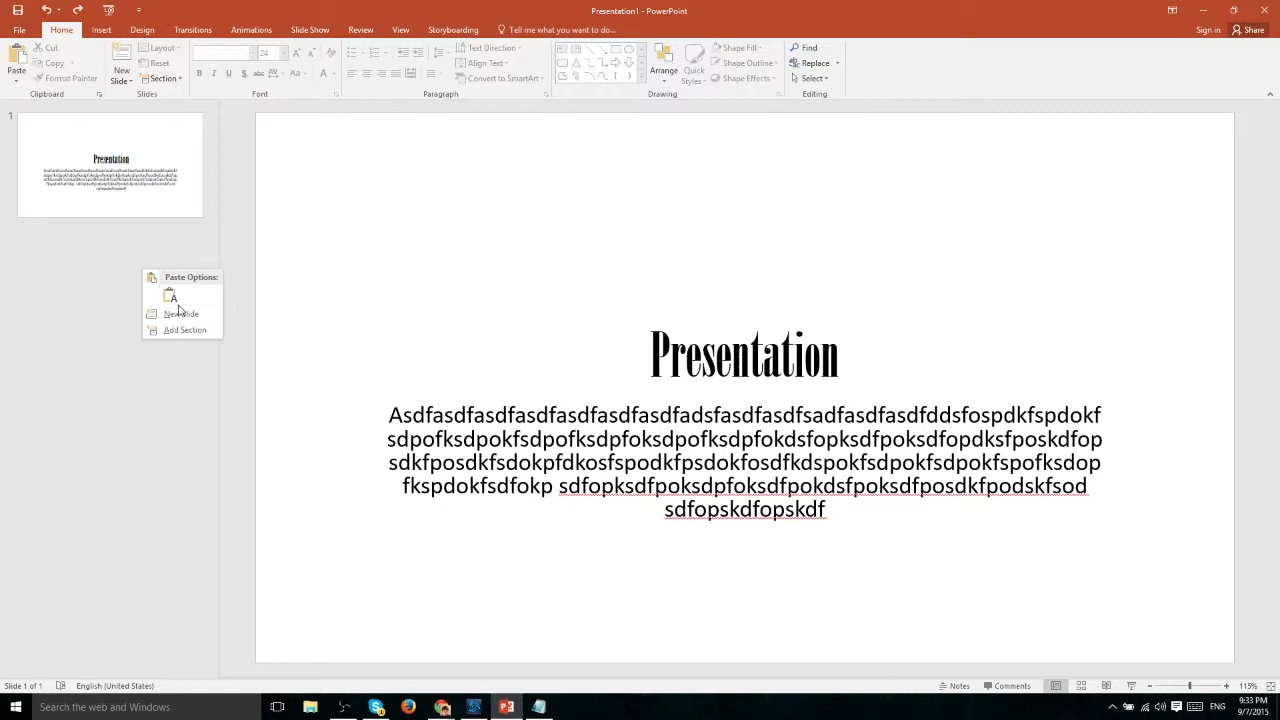 Presentation1 - PowerPoint
File Home Insert Design Transitions Animations Slide Show Review View Storyboarding Tell me what you want to do... Sign in Share
Paste Cut Copy Format Painter
New Slide Layout Reset Section
24
Text Direction
Align Text
Convert to SmartArt
Arrange
Quick Styles
Shape Fill
Shape Outline
Shape Effects
Find
Replace
Select
Clipboard Slides Font Paragraph Drawing Editing
1
Presentation
Paste Options:
New Slide
Add Section
Presentation
Asdfasdfasdfasdfasdfasdfasdfadsfasdfasdfsadfasdfasdfddsfospdkfspdokf
sdpofksdpokfsdpofksdpfoksdpofksdpfokdsfopksdfpoksdfopdksfposkdfop
sdkfposdkfsdokpfdkosfspodkfpsdokfosdfkdspokfsdpokfsdpokfspofksdop
fkspdokfsdfokp sdfopksdfpoksdpfoksdfpokdsfpoksdfposdkfpodskfsod
sdfopskdfopskdf
Slide 1 of 1 English (United States) Notes Comments 115%
Search the web and Windows
ENG
9:33 PM
9/7/2015